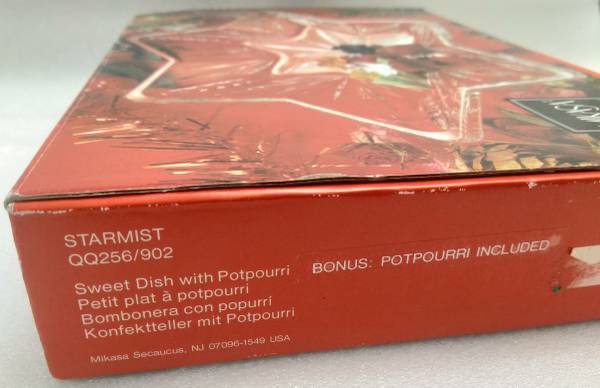 STARMIST
QQ256/902
Sweet Dish with Potpourri
Petit plat à potpourri
Bombonera con popurrí
Konfektteller mit Potpourri
Mikasa Secaucus, NJ 07096-1549 USA
BONUS: POTPOURRI INCLUDED